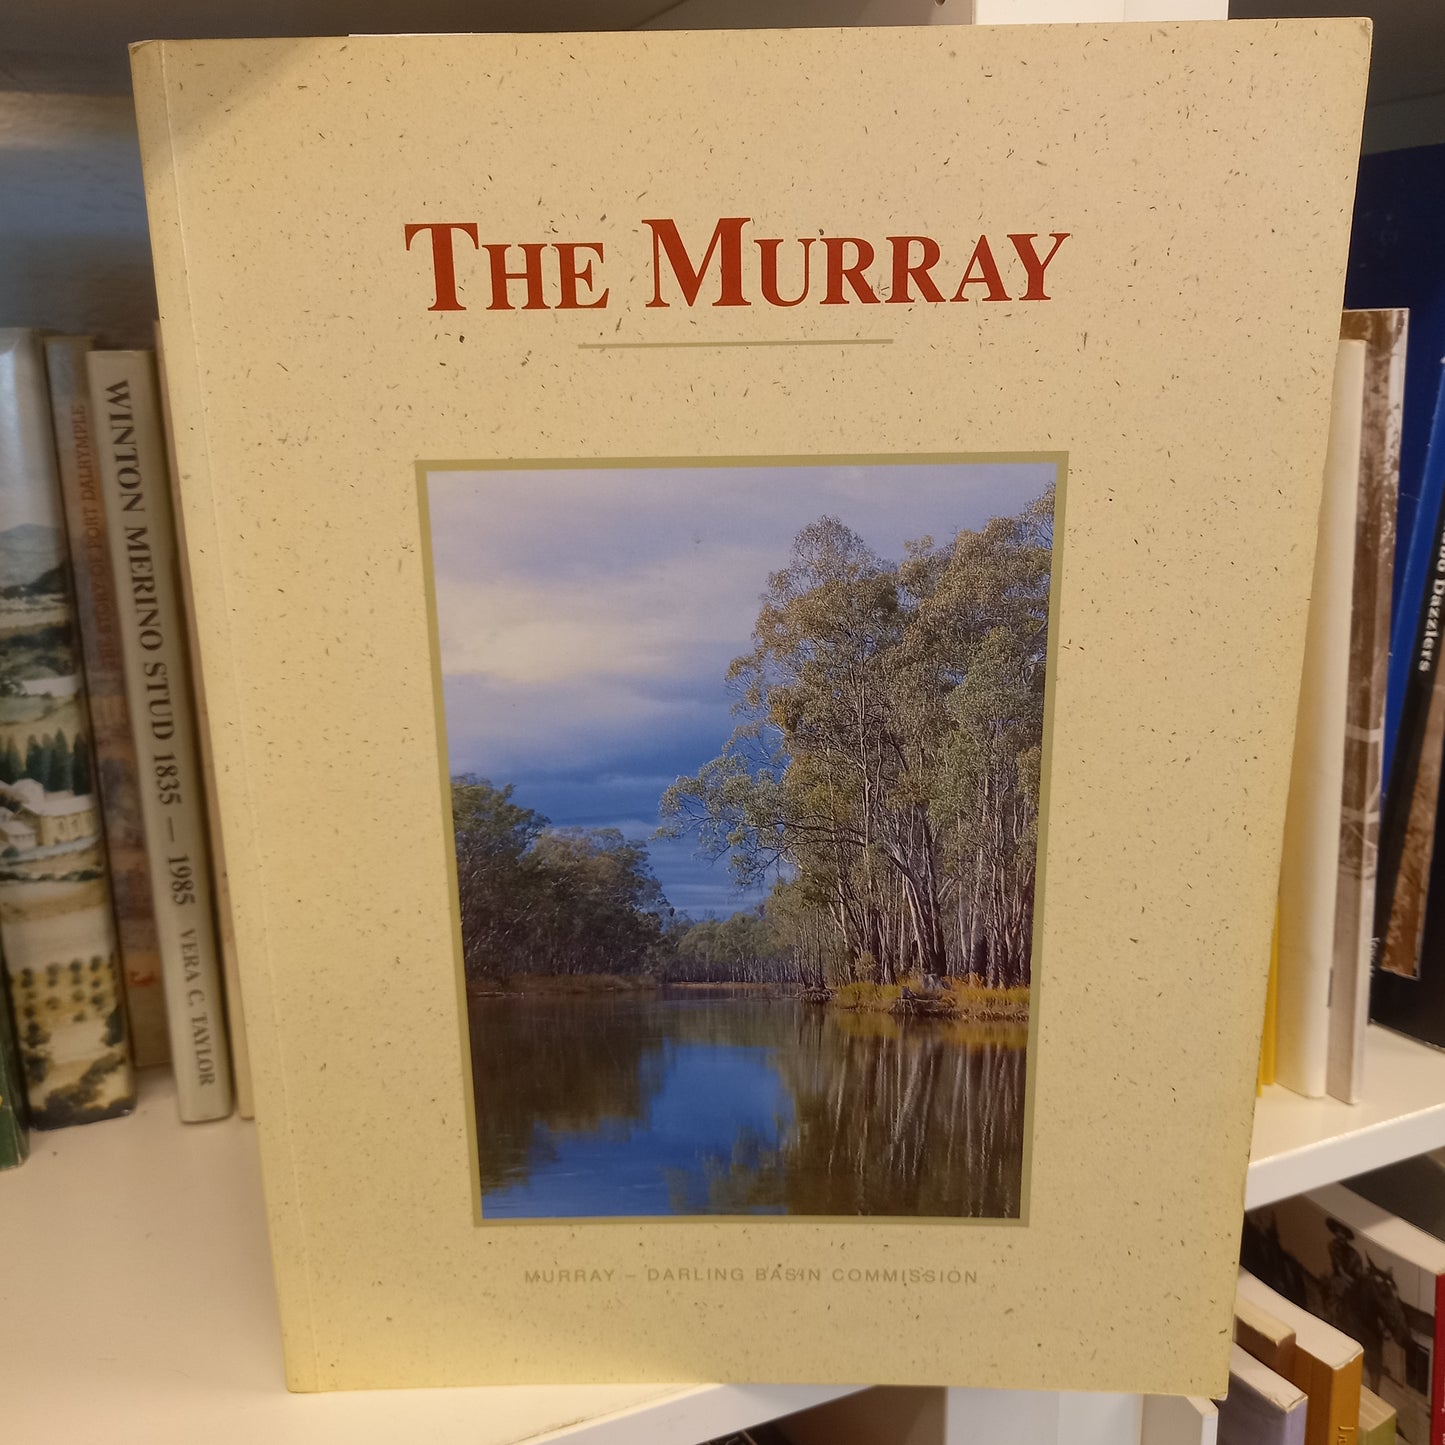 THE MURRAY
MURRAY – DARLING BASIN COMMISSION
THE STORY OF PORT DALRYMPLE
WINTON MERINO STUD 1835 – 1985 VERA C. TAYLOR
Dazzlers